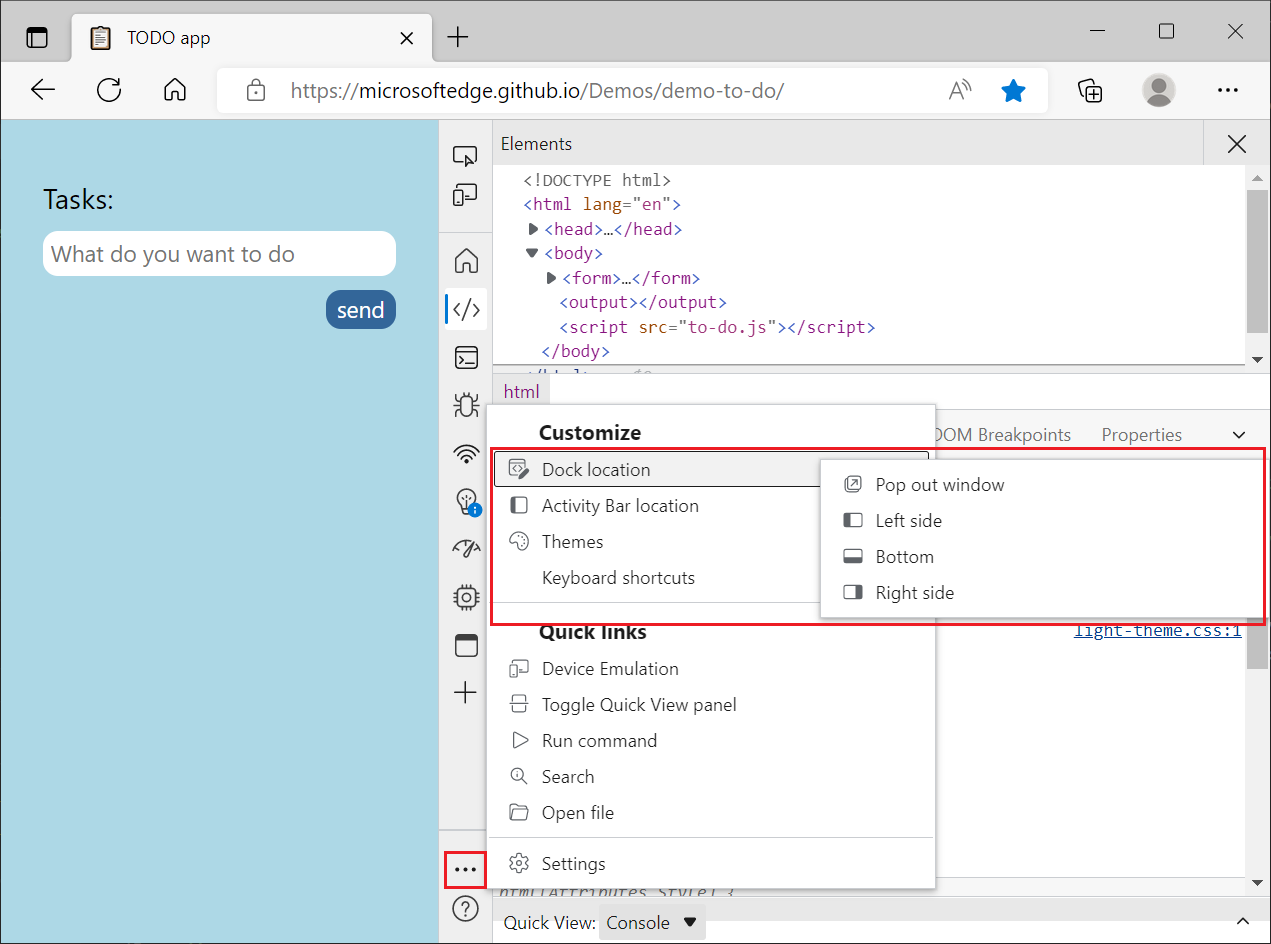 TODO app
https://microsoftedge.github.io/Demos/demo-to-do/
Tasks:
What do you want to do
send
Elements
<!DOCTYPE html>
<html lang="en">
<head>…</head>
<body>
<form>…</form>
<output></output>
<script src="to-do.js"></script>
</body>
html
DOM Breakpoints
Properties
Customize
Dock location
Activity Bar location
Themes
Keyboard shortcuts
Pop out window
Left side
Bottom
Right side
Quick links
light-theme.css:1
Device Emulation
Toggle Quick View panel
Run command
Search
Open file
Settings
Quick View: Console